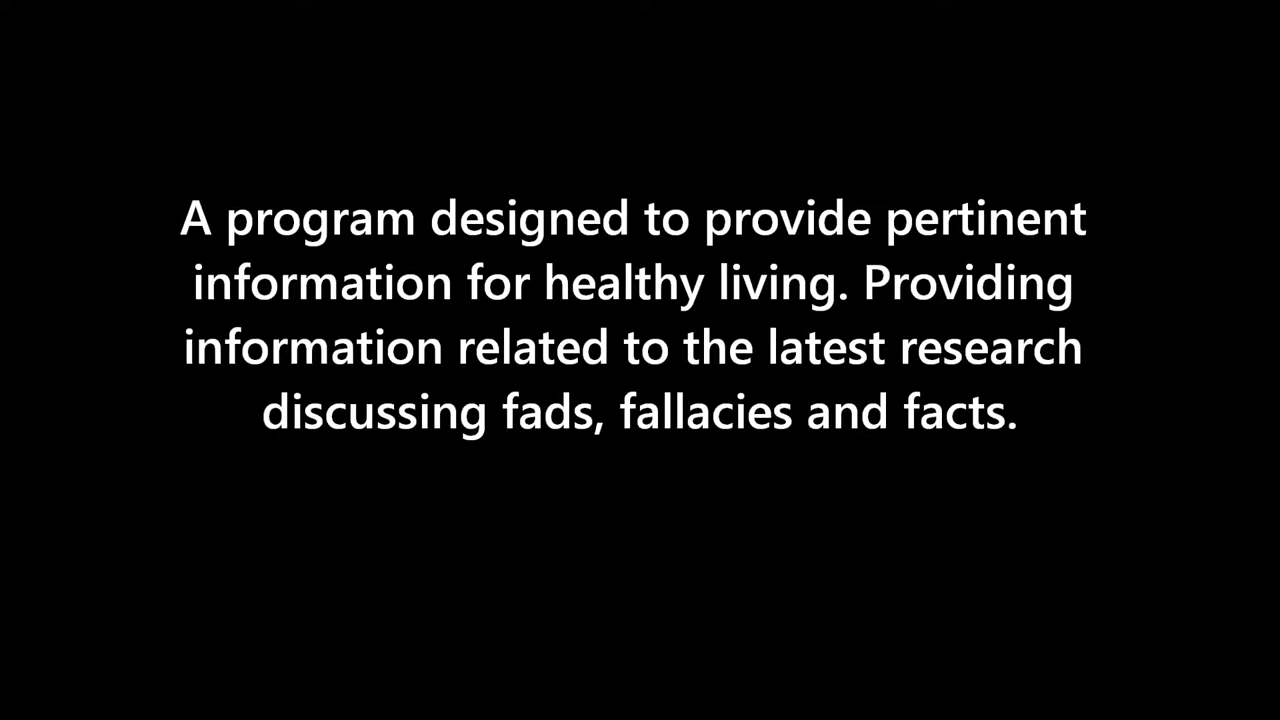 A program designed to provide pertinent
information for healthy living. Providing
information related to the latest research
discussing fads, fallacies and facts.